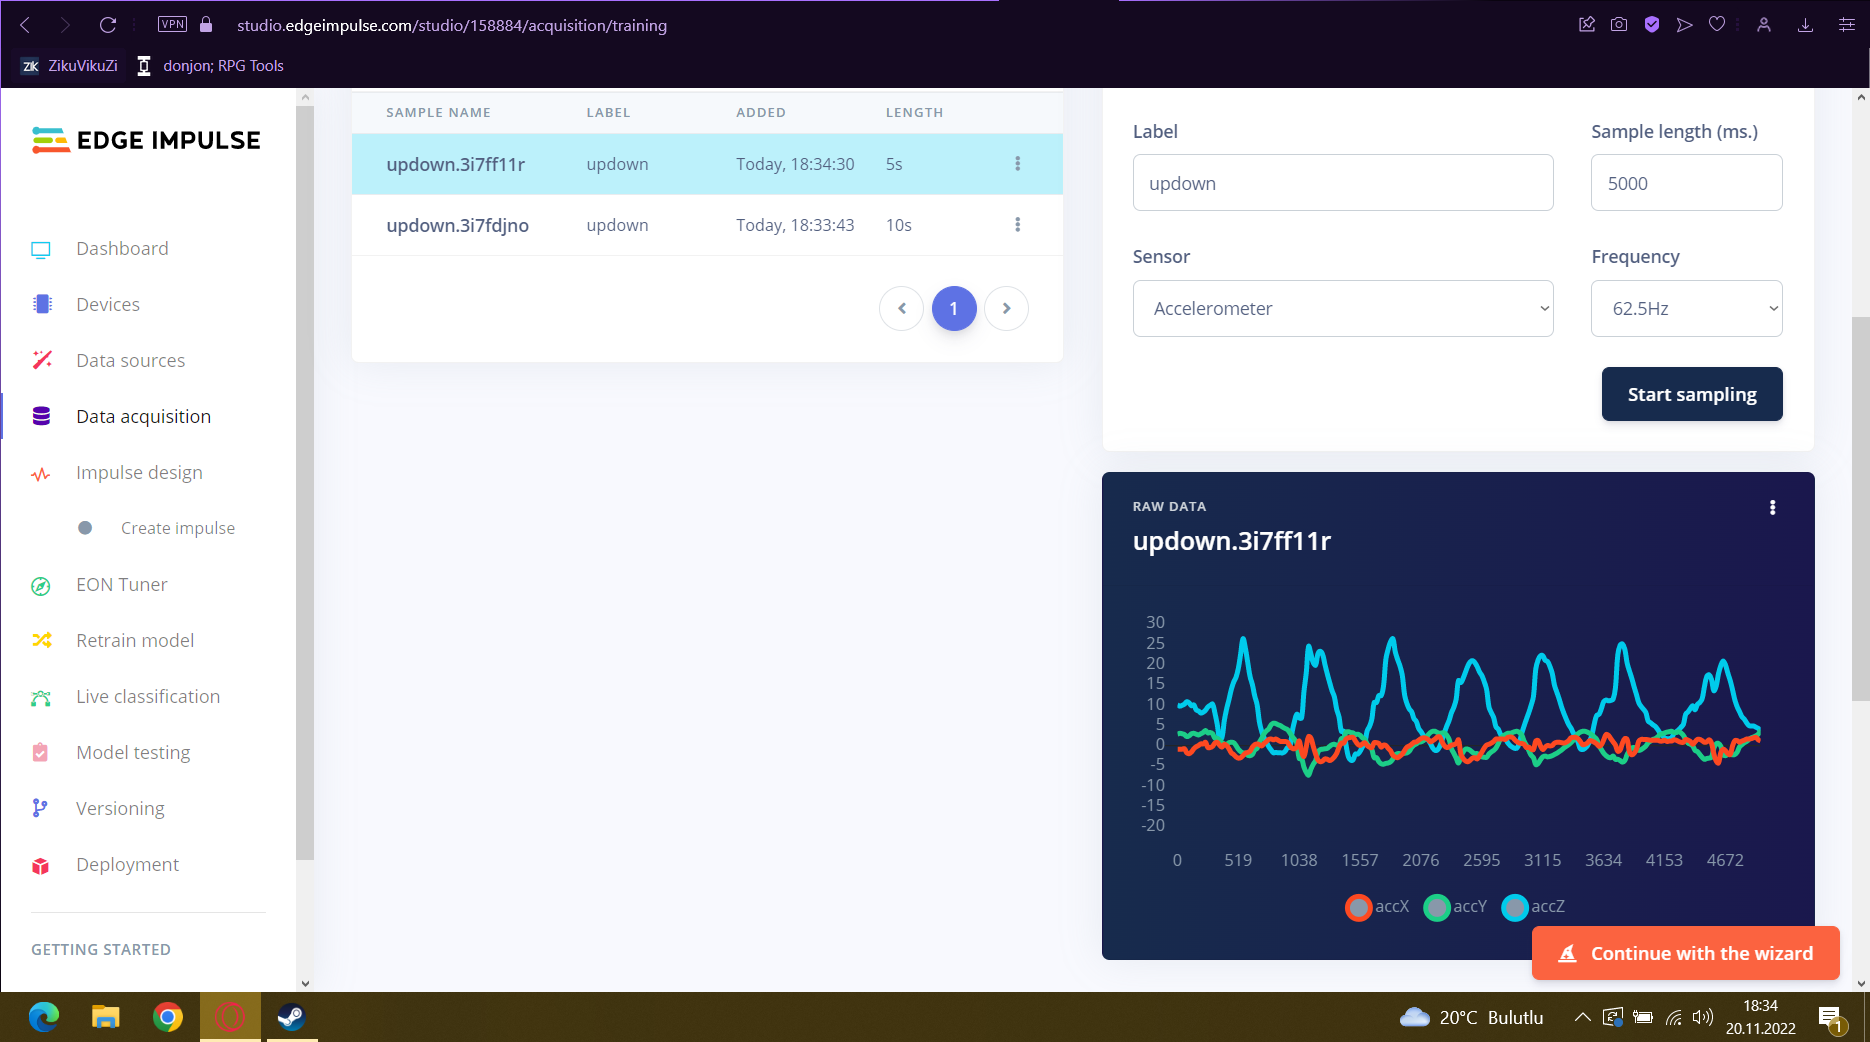 VPN
studio.edgeimpulse.com/studio/158884/acquisition/training
ZK ZikuVikuZi donjon; RPG Tools
EDGE IMPULSE
Dashboard
Devices
Data sources
Data acquisition
Impulse design
Create impulse
EON Tuner
Retrain model
Live classification
Model testing
Versioning
Deployment
GETTING STARTED
SAMPLE NAME LABEL ADDED LENGTH
updown.3i7ff11r updown Today, 18:34:30 5s
updown.3i7fdjno updown Today, 18:33:43 10s
1
Label Sample length (ms.)
updown 5000
Sensor Frequency
Accelerometer 62.5Hz
Start sampling
RAW DATA
updown.3i7ff11r
30
25
20
15
10
5
0
-5
-10
-15
-20
0 519 1038 1557 2076 2595 3115 3634 4153 4672
accX accY accZ
Continue with the wizard
20°C Bulutlu
18:34
20.11.2022
1